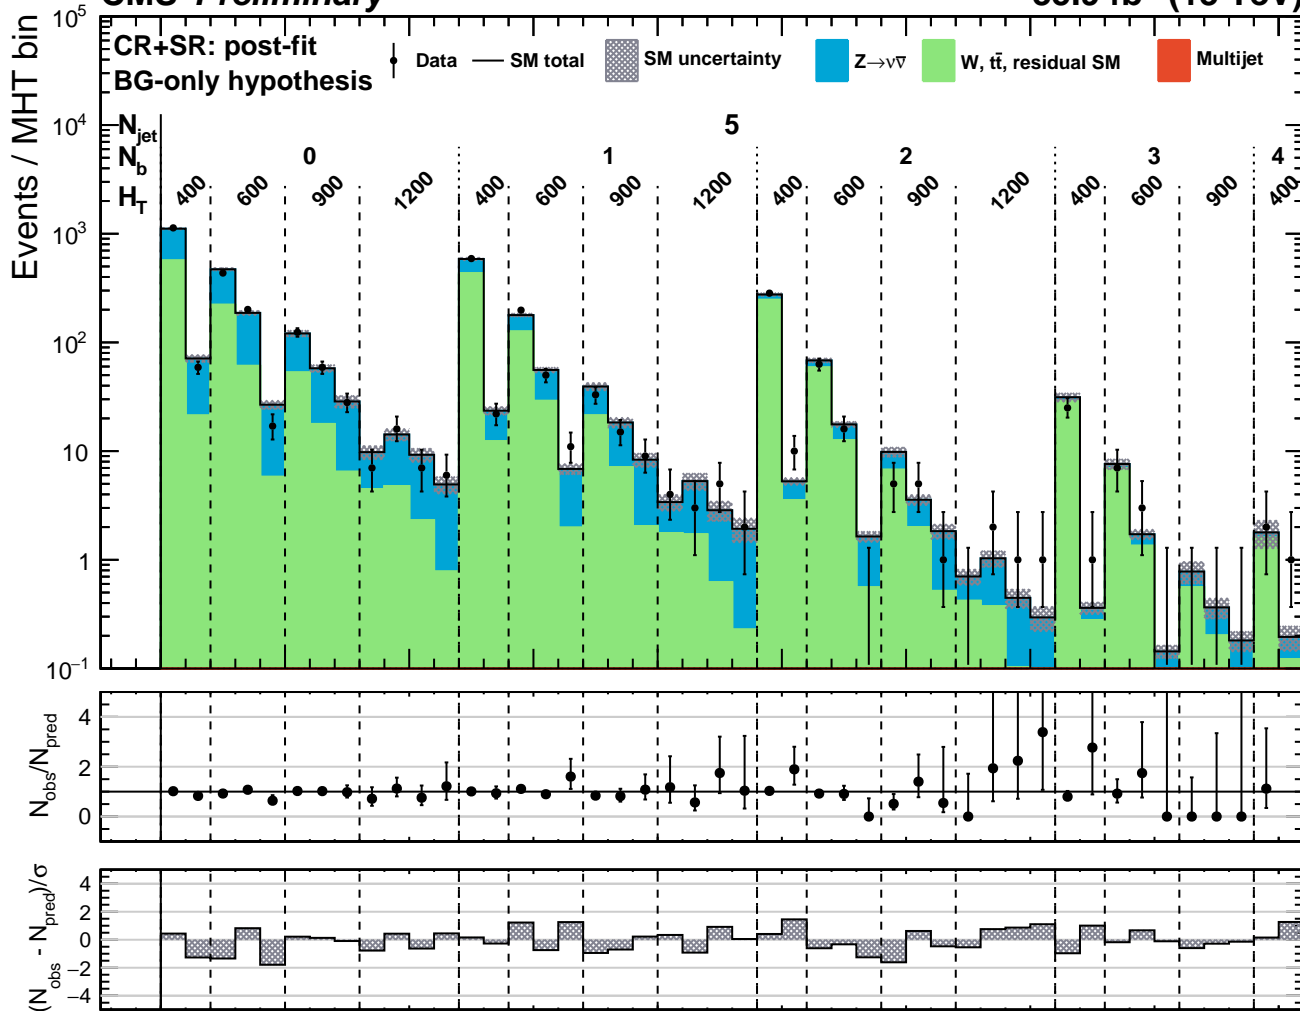 CMS Preliminary
10^5
CR+SR: post-fit
BG-only hypothesis
Data
SM total
SM uncertainty
Z→νν̅
W, tt̅, residual SM
Multijet
Events / MHT bin
10^4
10^3
10^2
10
1
10^−1
N_jet 5
N_b 0 1 2 3 4
H_T 400 600 900 1200 400 600 900 1200 400 600 900 1200 400 600 900 400
N_obs/N_pred
4
2
0
(N_obs - N_pred)/σ
4
2
0
−2
−4